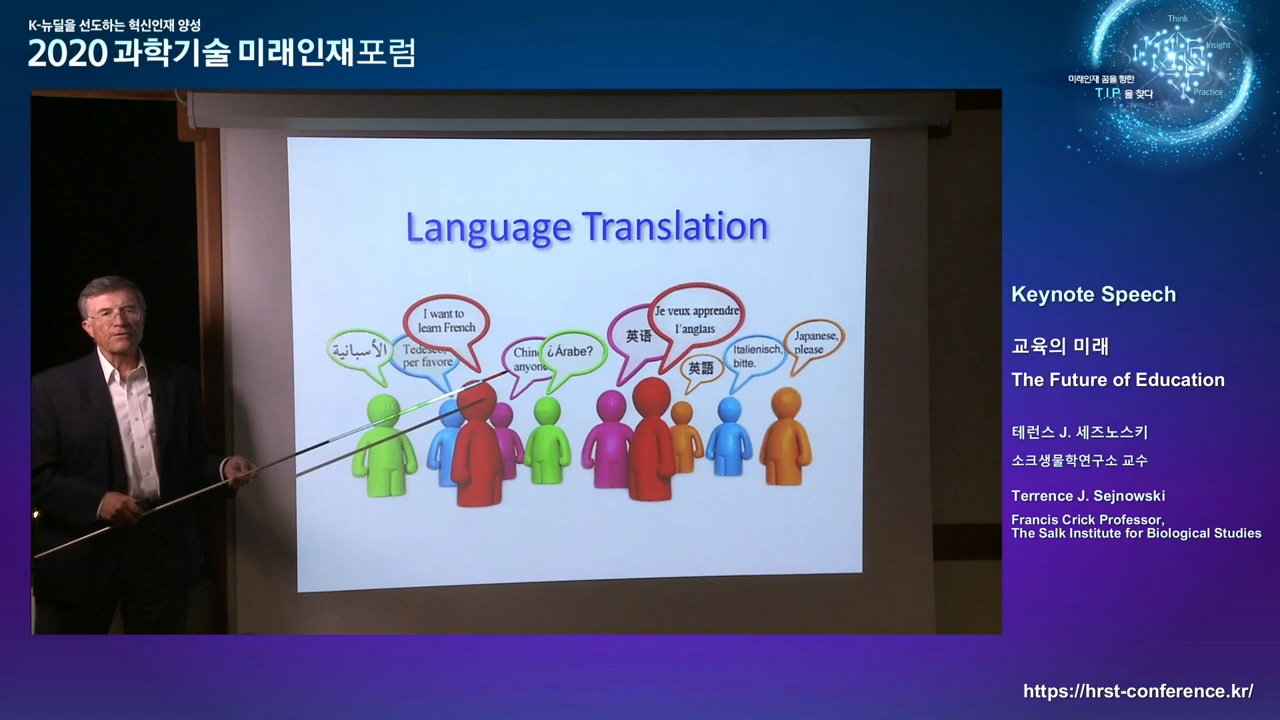 K-뉴딜을 선도하는 혁신인재 양성
2020 과학기술 미래인재포럼
Think
Insight
미래인재 꿈을 향한
T.I.P 을 찾다
Practice
Language Translation
الأسبانية
Tedesco,
per favore
I want to
learn French
anyone
¿Árabe?
英语
Je veux apprendre
l'anglais
英語
Italienisch,
bitte.
Japanese,
please
Keynote Speech
교육의 미래
The Future of Education
테런스 J. 세즈노스키
소크생물학연구소 교수
Terrence J. Sejnowski
Francis Crick Professor,
The Salk Institute for Biological Studies
https://hrst-conference.kr/